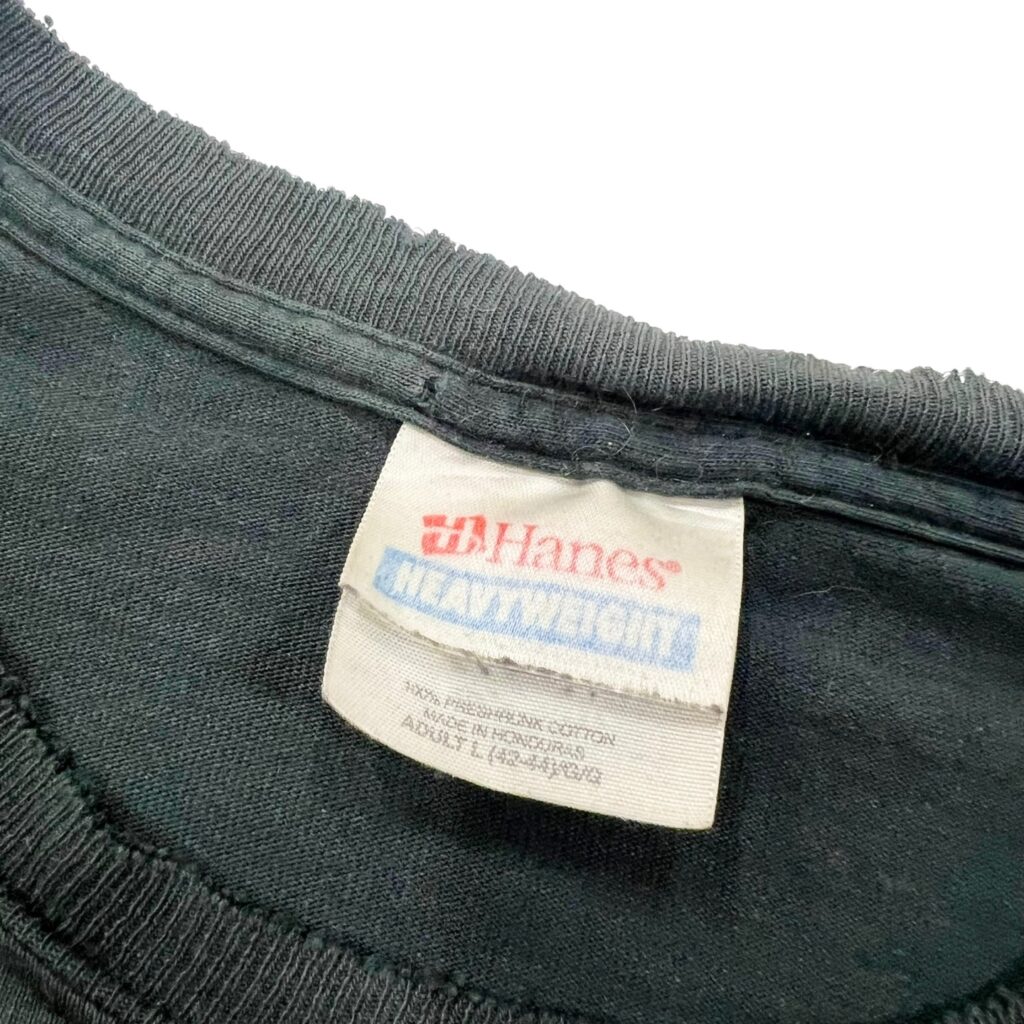 H Hanes®
HEAVYWEIGHT
100% PRESHRUNK COTTON
MADE IN HONDURAS
ADULT L (42-44)/G/G